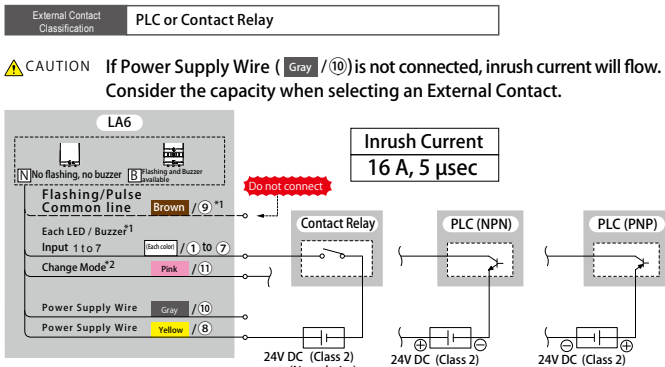 External Contact
Classification
PLC or Contact Relay
CAUTION If Power Supply Wire ( Gray / ⑩) is not connected, inrush current will flow.
Consider the capacity when selecting an External Contact.
LA6
N No flashing, no buzzer
B Flashing and Buzzer
available
Inrush Current
16 A, 5 µsec
Do not connect
Flashing/Pulse
Common line Brown /⑨ *1
Each LED / Buzzer*1
Input 1 to 7 (Each color) /① to ⑦
Change Mode*2 Pink /⑪
Power Supply Wire Gray /⑩
Power Supply Wire Yellow /⑧
Contact Relay
24V DC (Class 2)
PLC (NPN)
+ −
24V DC (Class 2)
PLC (PNP)
− +
24V DC (Class 2)